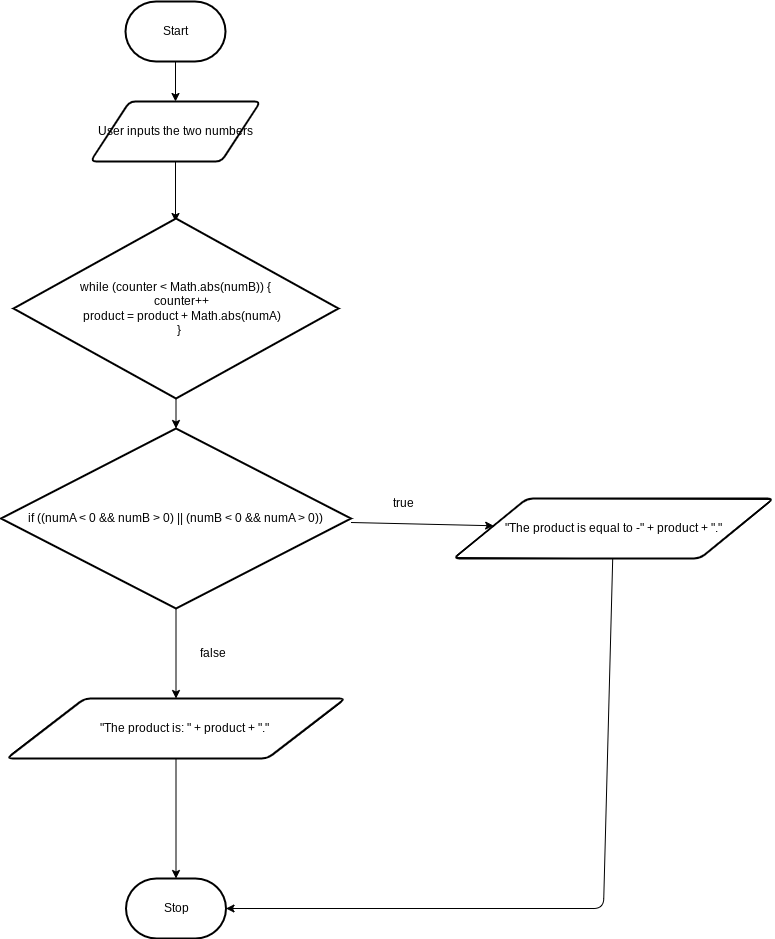 Start
User inputs the two numbers
while (counter < Math.abs(numB)) {
counter++
product = product + Math.abs(numA)
}
if ((numA < 0 && numB > 0) || (numB < 0 && numA > 0))
true
"The product is equal to -" + product + "."
false
"The product is: " + product + "."
Stop